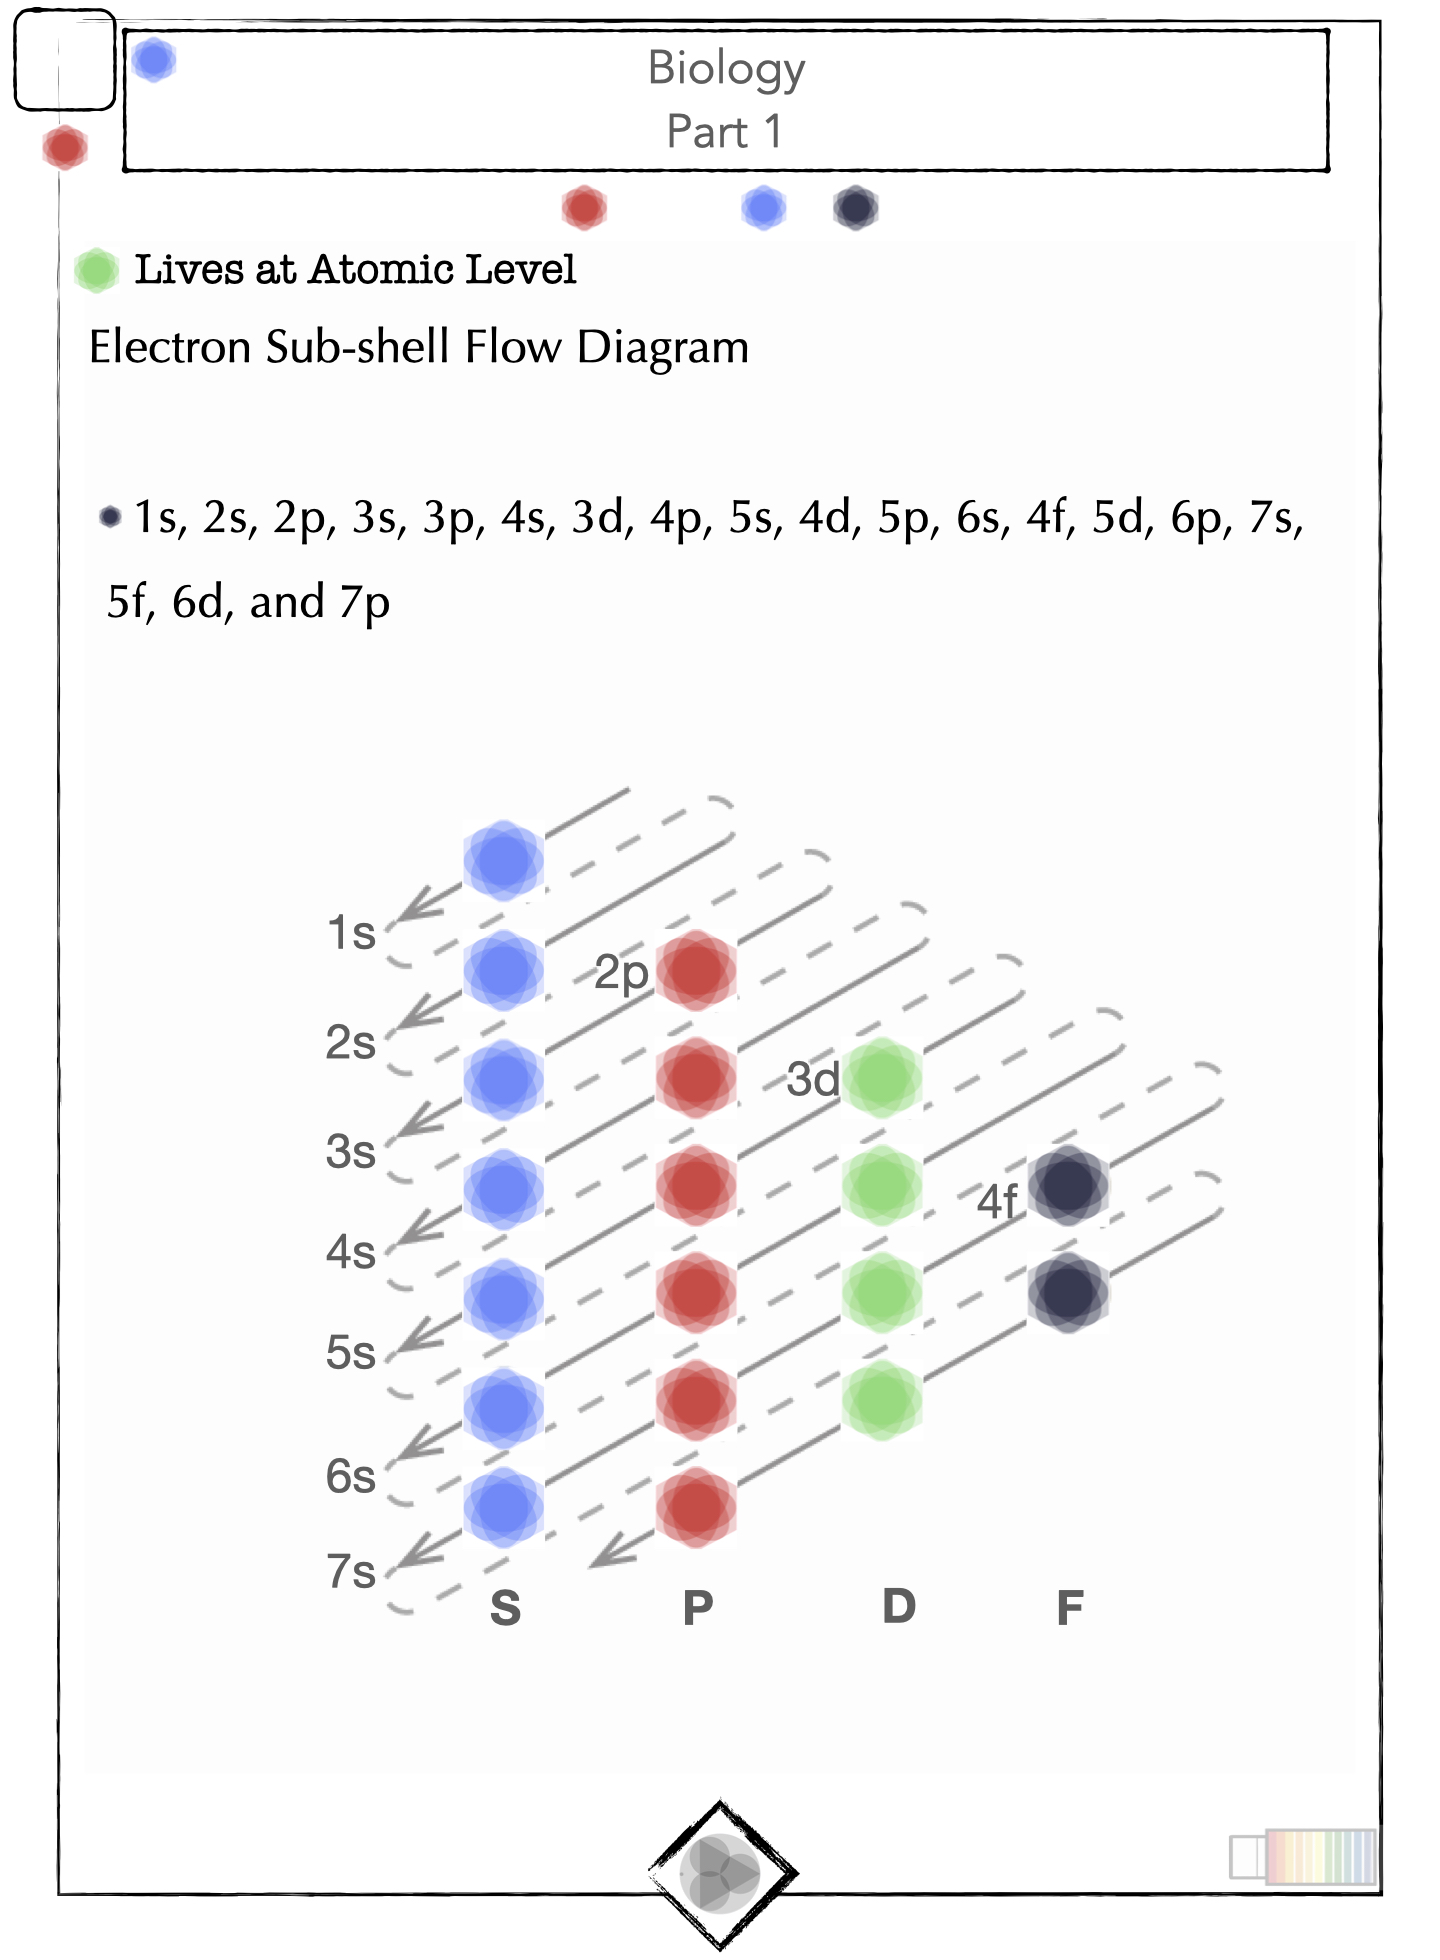 Biology
Part 1
Lives at Atomic Level
Electron Sub-shell Flow Diagram
1s, 2s, 2p, 3s, 3p, 4s, 3d, 4p, 5s, 4d, 5p, 6s, 4f, 5d, 6p, 7s,
5f, 6d, and 7p
1s
2p
2s
3d
3s
4f
4s
5s
6s
7s
S P D F